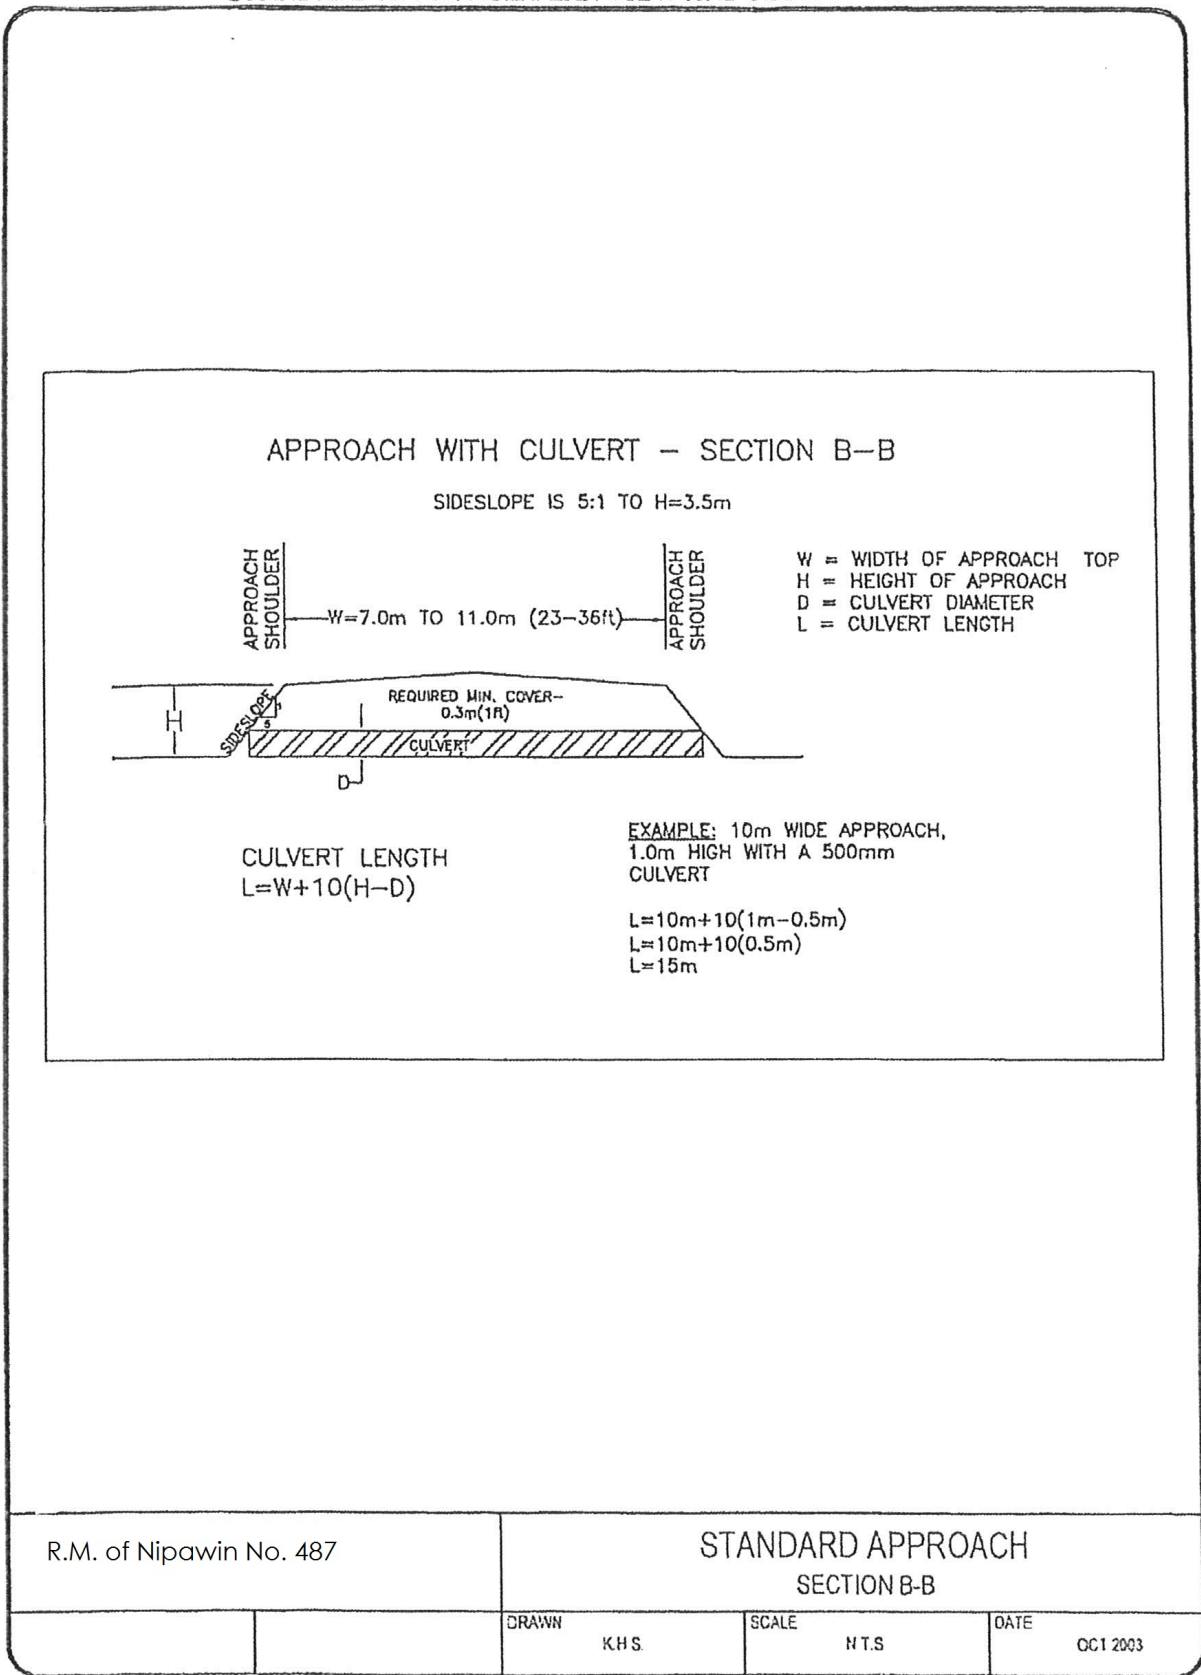 APPROACH WITH CULVERT – SECTION B–B
SIDESLOPE IS 5:1 TO H=3.5m
APPROACH
SHOULDER
W=7.0m TO 11.0m (23–36ft)
APPROACH
SHOULDER
W = WIDTH OF APPROACH TOP
H = HEIGHT OF APPROACH
D = CULVERT DIAMETER
L = CULVERT LENGTH
H
SIDESLOPE
1
5
REQUIRED MIN. COVER–
0.3m(1ft)
CULVERT
D
CULVERT LENGTH
L=W+10(H–D)
EXAMPLE: 10m WIDE APPROACH,
1.0m HIGH WITH A 500mm
CULVERT
L=10m+10(1m–0.5m)
L=10m+10(0.5m)
L=15m
R.M. of Nipawin No. 487
STANDARD APPROACH
SECTION B-B
DRAWN
K.H.S.
SCALE
N.T.S
DATE
OCT 2003